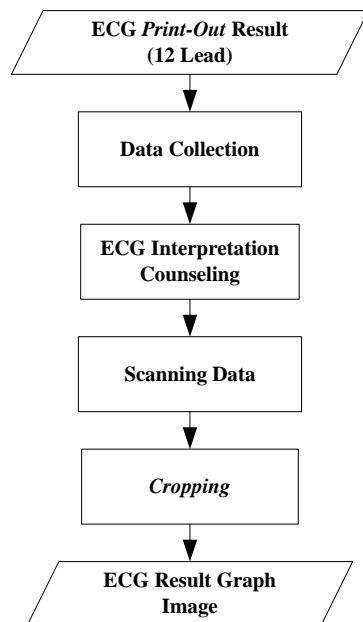 ECG Print-Out Result
(12 Lead)
Data Collection
ECG Interpretation
Counseling
Scanning Data
Cropping
ECG Result Graph
Image